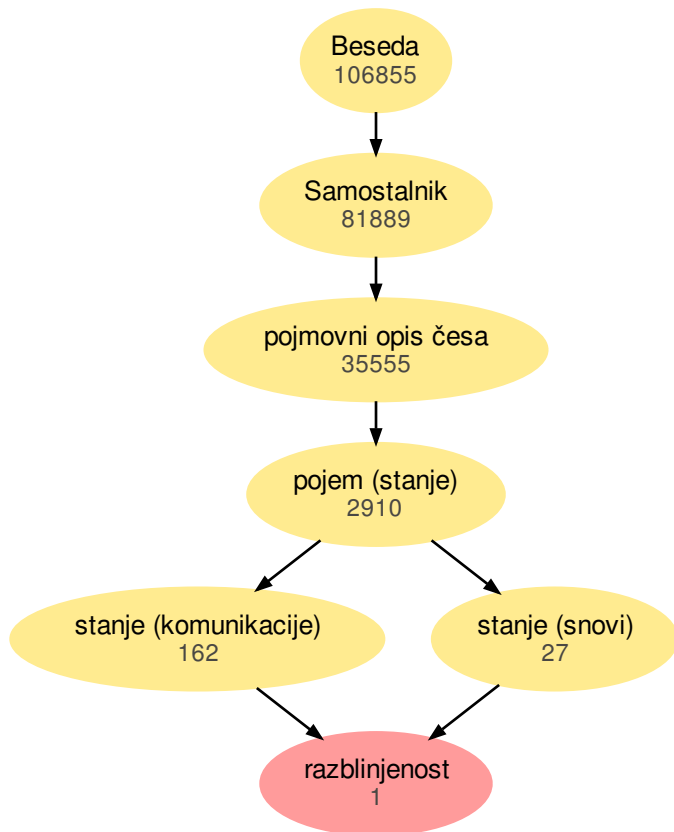 Beseda
106855
Samostalnik
81889
pojmovni opis česa
35555
pojem (stanje)
2910
stanje (komunikacije)
162
stanje (snovi)
27
razblinjenost
1